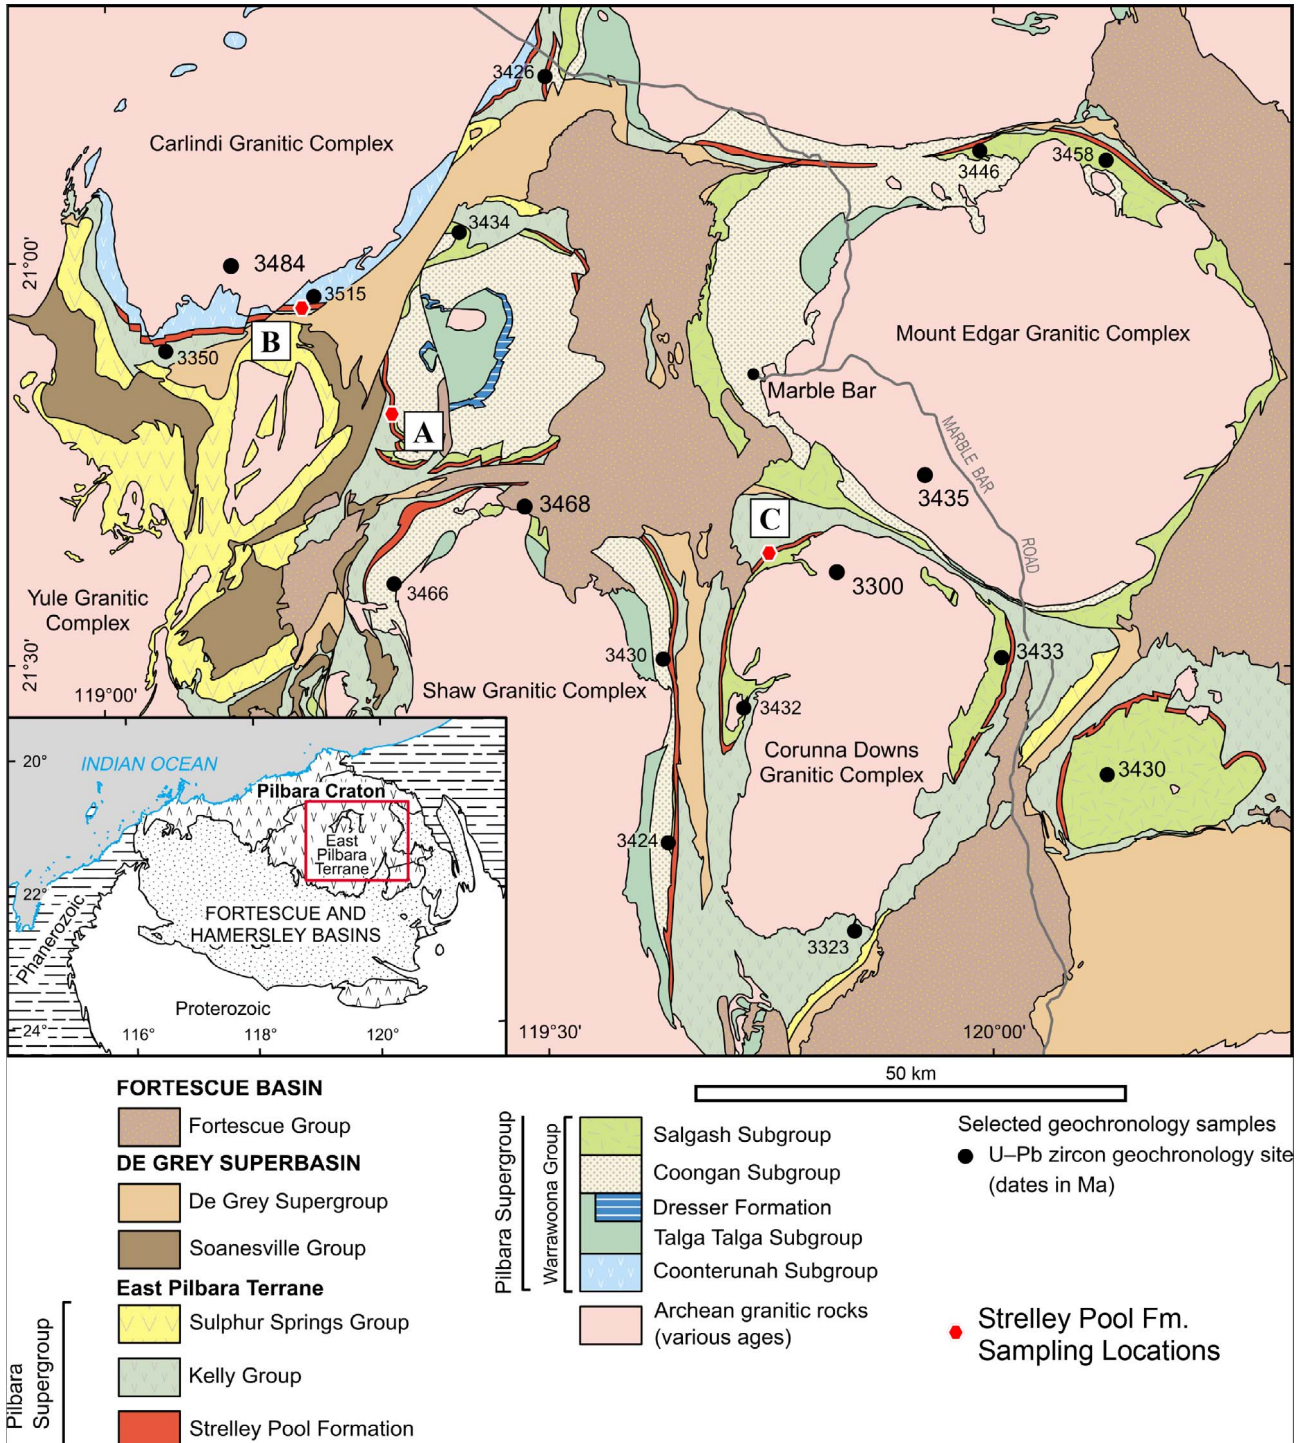 3426
Carlindi Granitic Complex
3446
3458
3434
21°00'
3484
3515
B
3350
Mount Edgar Granitic Complex
Marble Bar
A
MARBLE BAR
ROAD
3435
3468
C
3300
3466
Yule Granitic
Complex
21°30'
119°00'
3430
3433
Shaw Granitic Complex
3432
Corunna Downs
Granitic Complex
3430
3424
3323
119°30'
120°00'
INDIAN OCEAN
20°
Pilbara Craton
East
Pilbara
Terrane
22°
FORTESCUE AND
HAMERSLEY BASINS
Phanerozoic
Proterozoic
24°
116°
118°
120°
FORTESCUE BASIN
Fortescue Group
DE GREY SUPERBASIN
De Grey Supergroup
Soanesville Group
East Pilbara Terrane
Sulphur Springs Group
Kelly Group
Strelley Pool Formation
Pilbara
Supergroup
Pilbara Supergroup
Warrawoona Group
Salgash Subgroup
Coongan Subgroup
Dresser Formation
Talga Talga Subgroup
Coonterunah Subgroup
Archean granitic rocks
(various ages)
50 km
Selected geochronology samples
U–Pb zircon geochronology site
(dates in Ma)
Strelley Pool Fm.
Sampling Locations